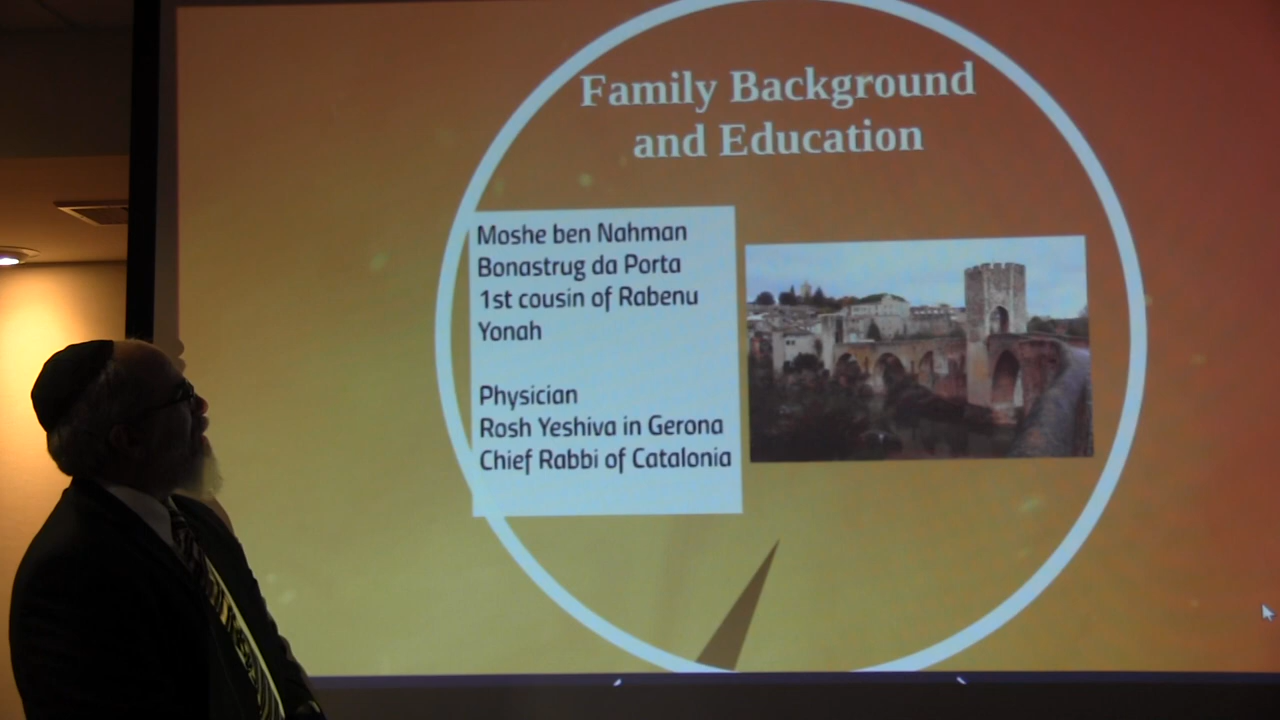 Family Background
and Education
Moshe ben Nahman
Bonastrug da Porta
1st cousin of Rabenu
Yonah
Physician
Rosh Yeshiva in Gerona
Chief Rabbi of Catalonia